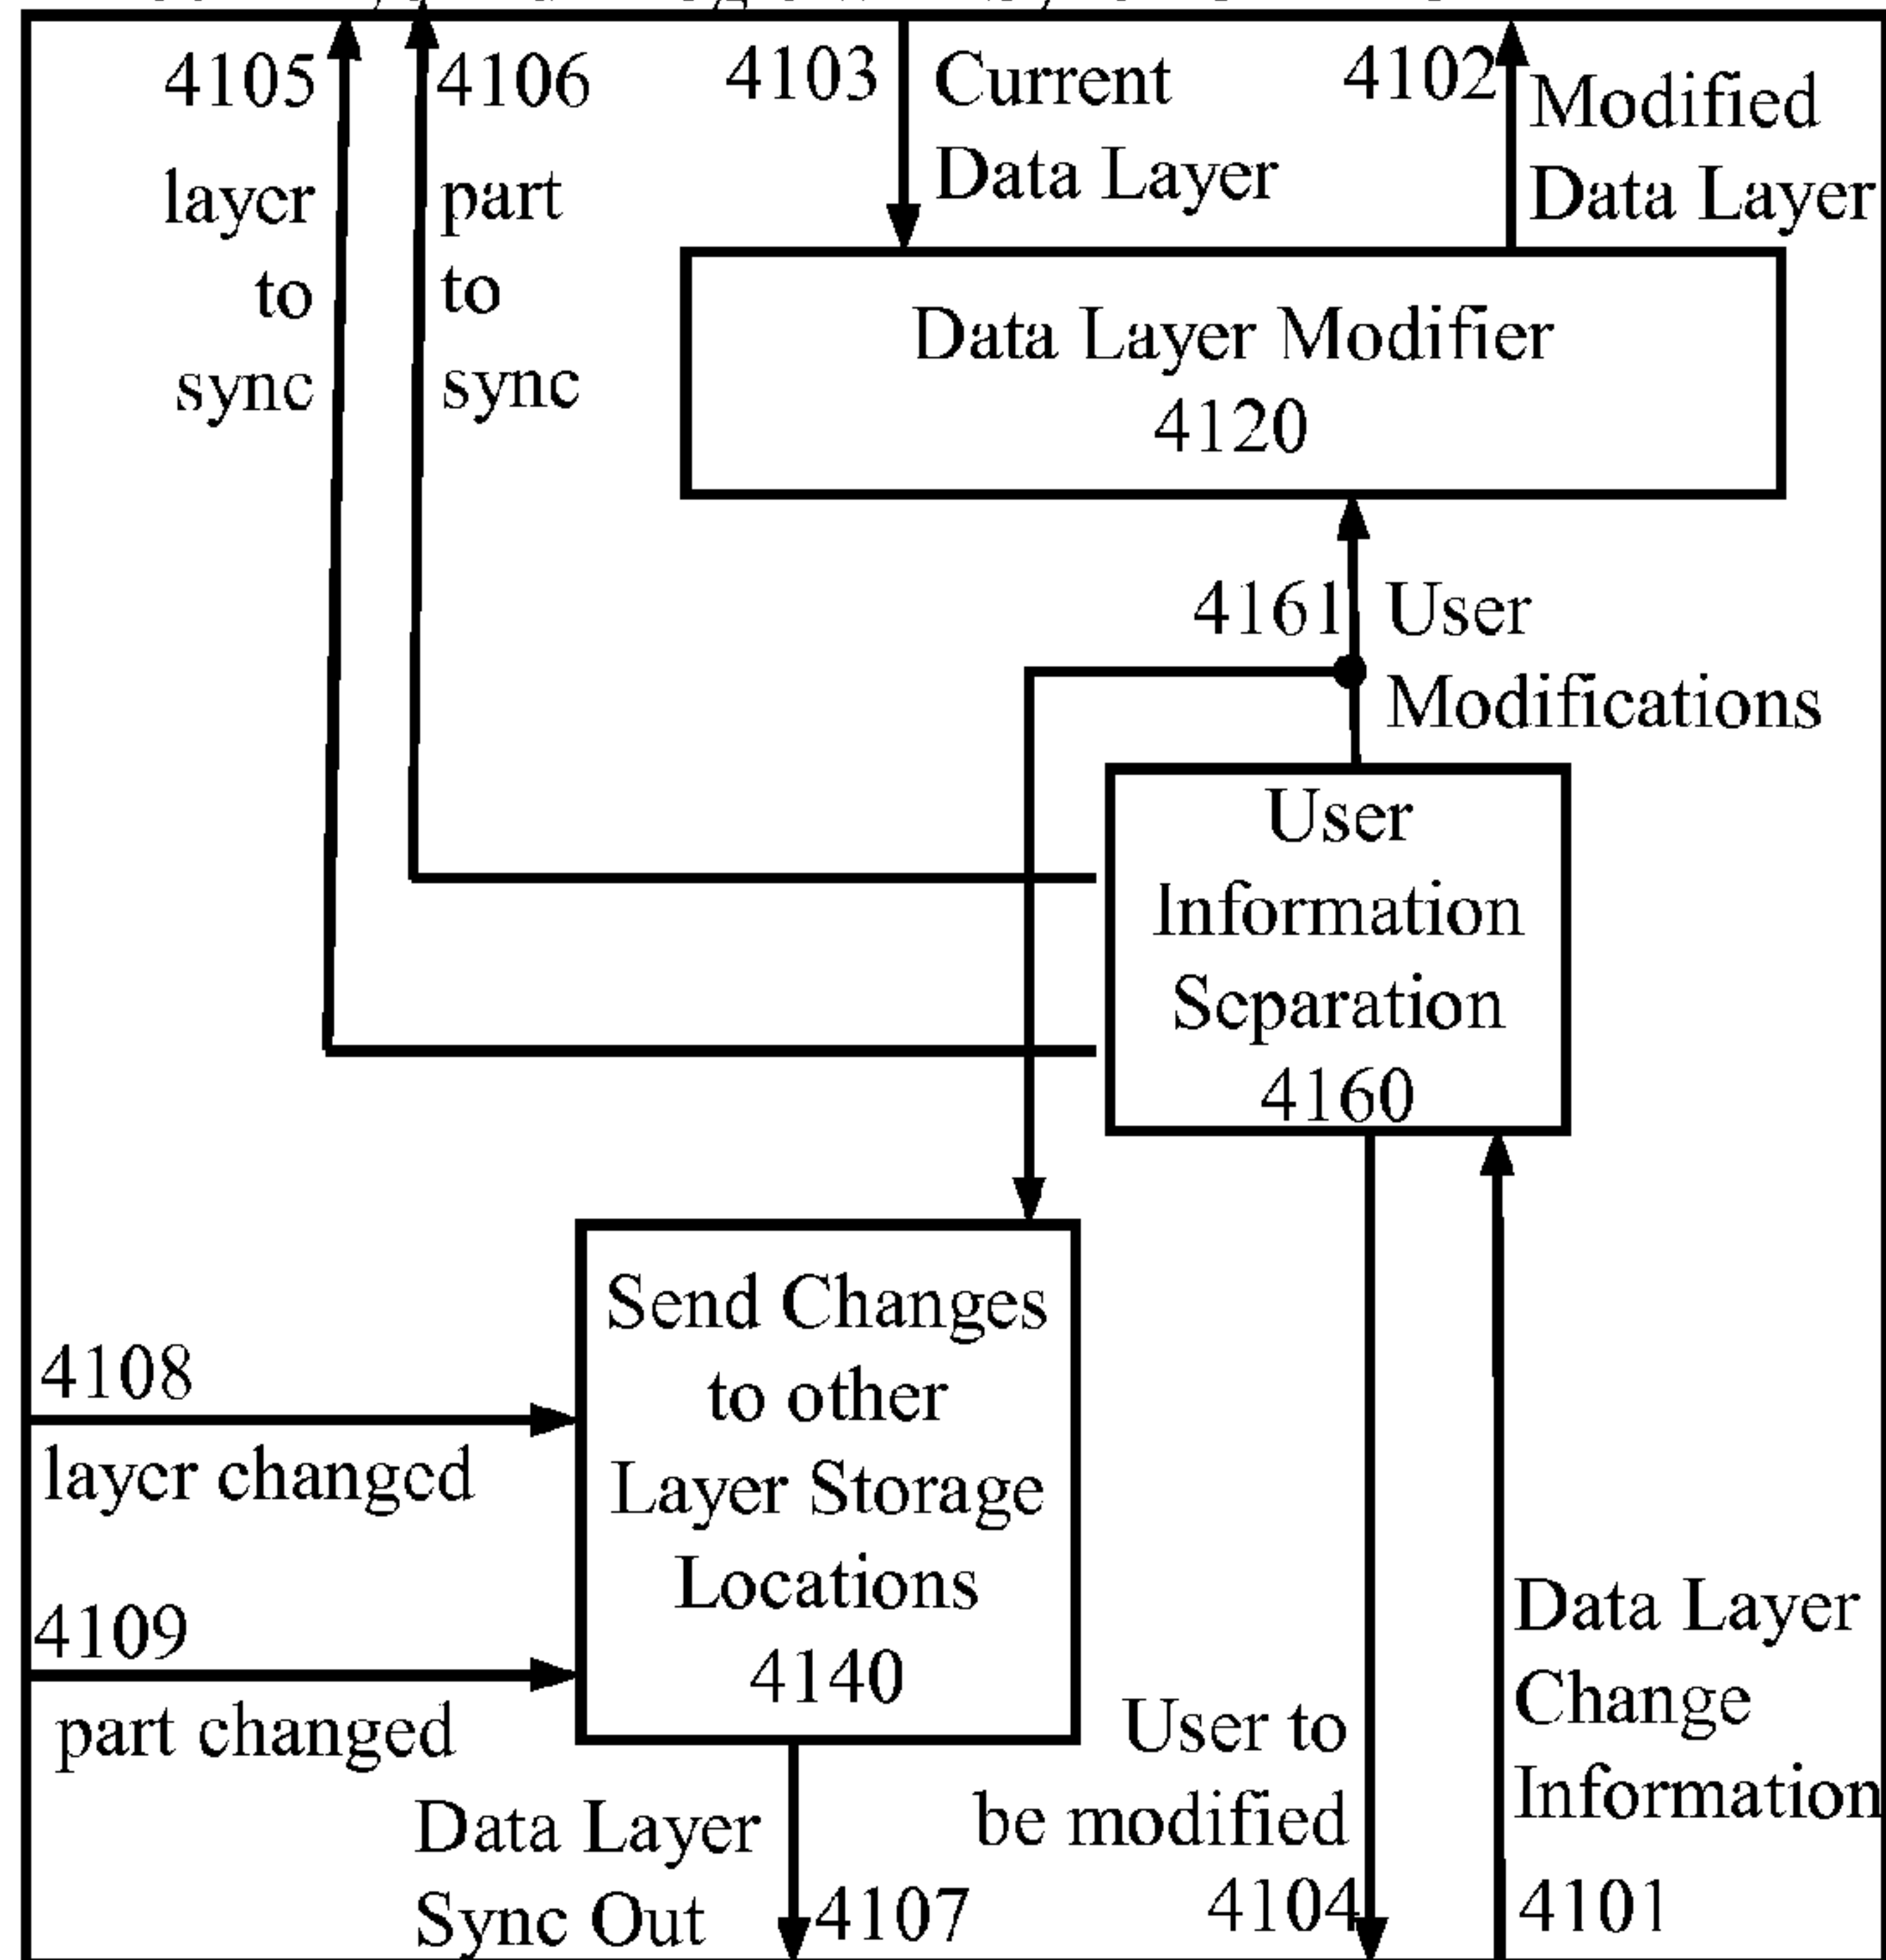 4105
layer
to
sync
4106
part
to
sync
4103
Current
Data Layer
4102
Modified
Data Layer
Data Layer Modifier
4120
4161
User
Modifications
User
Information
Separation
4160
Send Changes
to other
Layer Storage
Locations
4140
4108
layer changed
4109
part changed
Data Layer
Sync Out
4107
User to
be modified
4104
Data Layer
Change
Information
4101